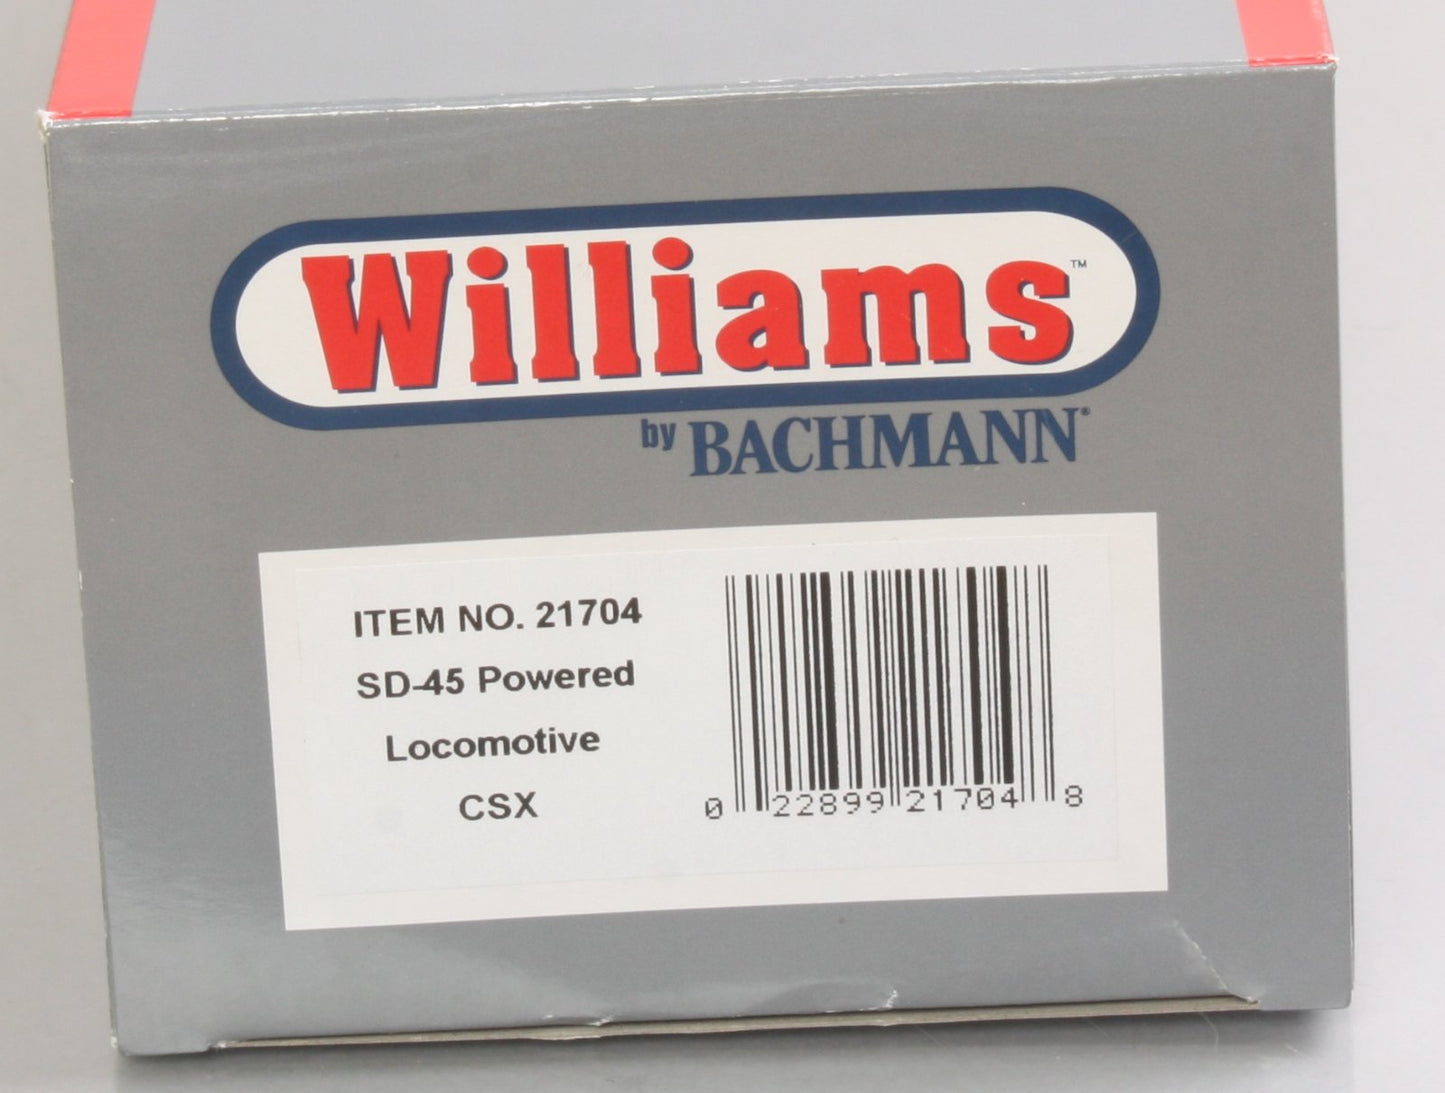 Williams™
by BACHMANN®
ITEM NO. 21704
SD-45 Powered
Locomotive
CSX
0 22899 21704 8